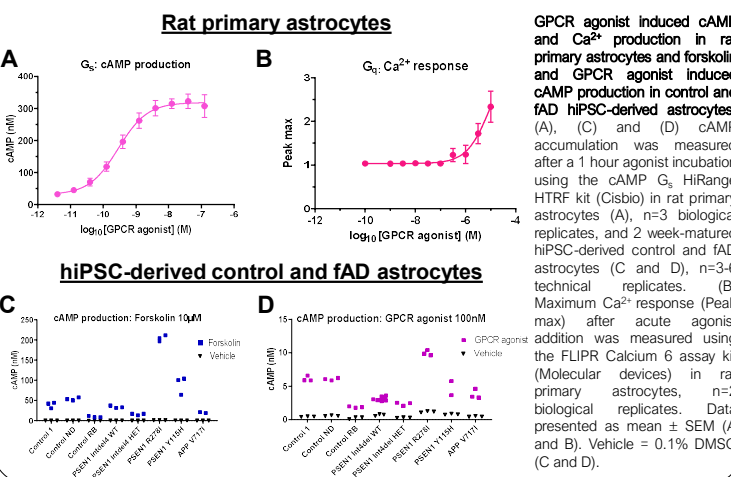 Rat primary astrocytes
A
Gs: cAMP production
cAMP (nM)
400
300
200
100
0
-12 -11 -10 -9 -8 -7 -6
log10[GPCR agonist] (M)
B
Gq: Ca2+ response
Peak max
3
2
1
0
-12 -10 -8 -6 -4
log10[GPCR agonist] (M)
hiPSC-derived control and fAD astrocytes
C
cAMP production: Forskolin 10µM
cAMP (nM)
250
200
150
100
50
0
Forskolin
Vehicle
Control 1
Control ND
Control RB
PSEN1 Intdel4 WT
PSEN1 Intdel4 HET
PSEN1 R278I
PSEN1 Y115H
APP V717I
D
cAMP production: GPCR agonist 100nM
cAMP (nM)
15
10
5
0
GPCR agonist
Vehicle
Control 1
Control ND
Control RB
PSEN1 Int4del WT
PSEN1 Int4del HET
PSEN1 R278I
PSEN1 Y115H
APP V717I
GPCR agonist induced cAMP
and Ca2+ production in rat
primary astrocytes and forskolin
and GPCR agonist induced
cAMP production in control and
fAD hiPSC-derived astrocytes
(A), (C) and (D) cAMP
accumulation was measured
after a 1 hour agonist incubation
using the cAMP Gs HiRange
HTRF kit (Cisbio) in rat primary
astrocytes (A), n=3 biological
replicates, and 2 week-matured
hiPSC-derived control and fAD
astrocytes (C and D), n=3-6
technical replicates. (B)
Maximum Ca2+ response (Peak
max) after acute agonist
addition was measured using
the FLIPR Calcium 6 assay kit
(Molecular devices) in rat
primary astrocytes, n=2
biological replicates. Data
presented as mean ± SEM (A
and B). Vehicle = 0.1% DMSO
(C and D).